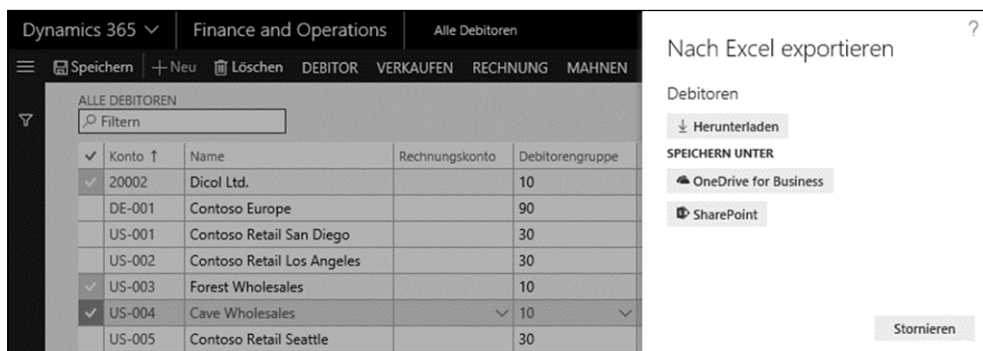 Dynamics 365 Finance and Operations Alle Debitoren
Speichern Neu Löschen DEBITOR VERKAUFEN RECHNUNG MAHNEN
ALLE DEBITOREN
Filtern
Konto Name Rechnungskonto Debitorengruppe
20002 Dicol Ltd. 10
DE-001 Contoso Europe 90
US-001 Contoso Retail San Diego 30
US-002 Contoso Retail Los Angeles 30
US-003 Forest Wholesales 10
US-004 Cave Wholesales 10
US-005 Contoso Retail Seattle 30
?
Nach Excel exportieren
Debitoren
Herunterladen
SPEICHERN UNTER
OneDrive for Business
SharePoint
Stornieren